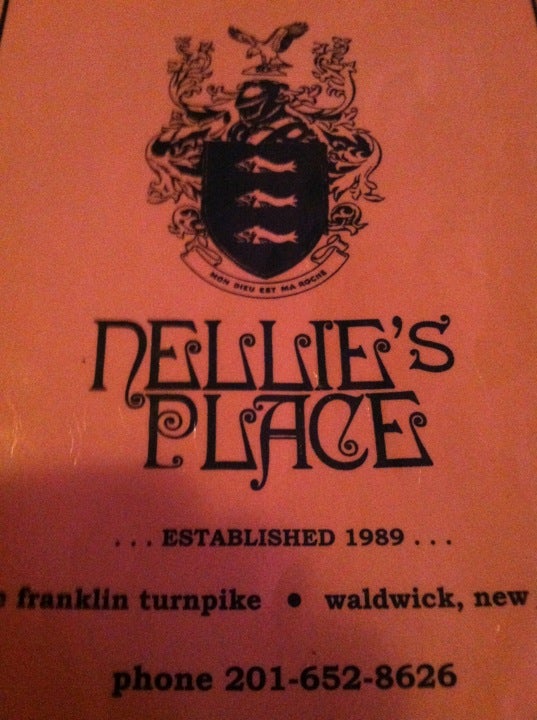 MON DIEU EST MA ROCHE
NELLIE'S
PLACE
... ESTABLISHED 1989 ...
franklin turnpike • waldwick, new
phone 201-652-8626